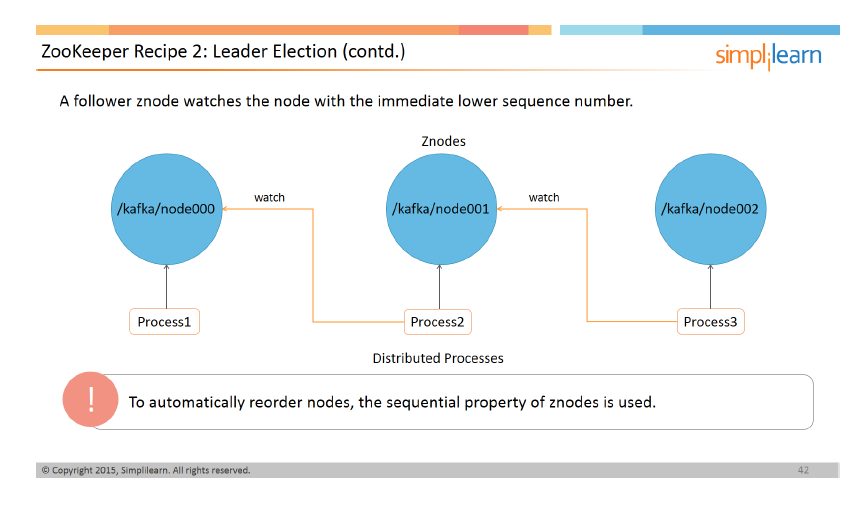 ZooKeeper Recipe 2: Leader Election (contd.)
simplilearn
A follower znode watches the node with the immediate lower sequence number.
Znodes
/kafka/node000
watch
/kafka/node001
watch
/kafka/node002
Process1
Process2
Process3
Distributed Processes
!
To automatically reorder nodes, the sequential property of znodes is used.
© Copyright 2015, Simplilearn. All rights reserved.
42